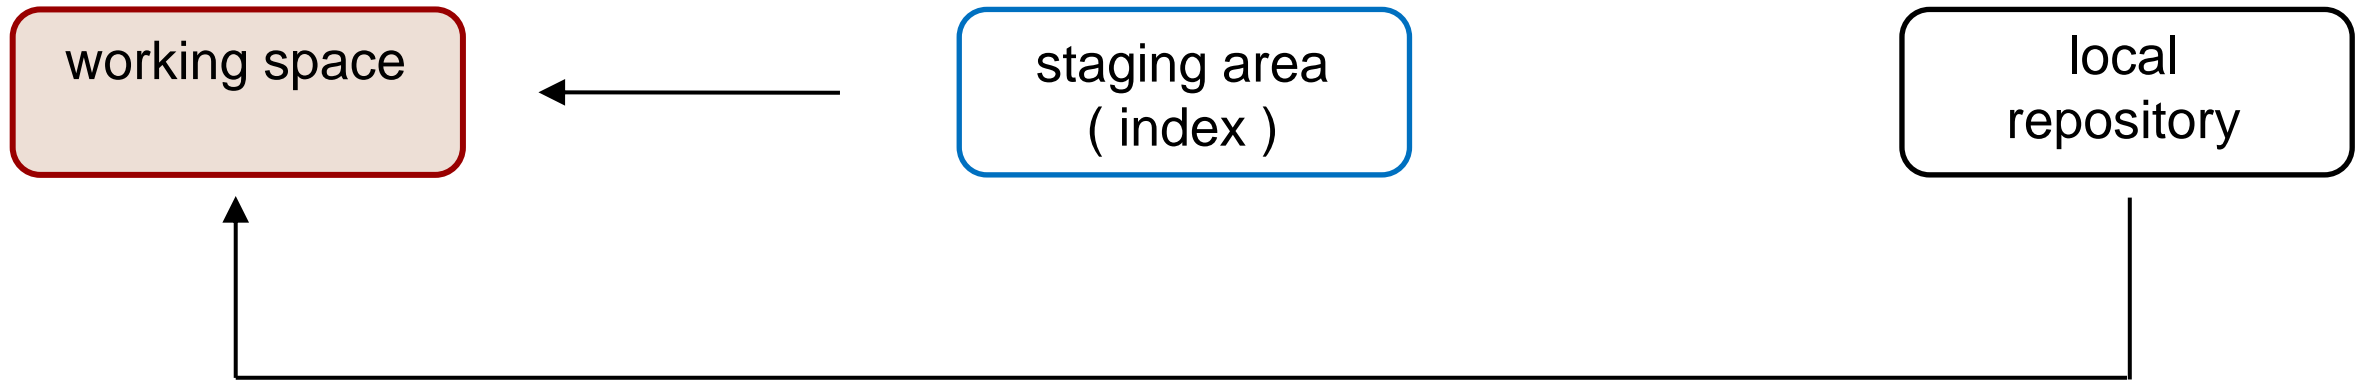 working space
staging area
( index )
local
repository